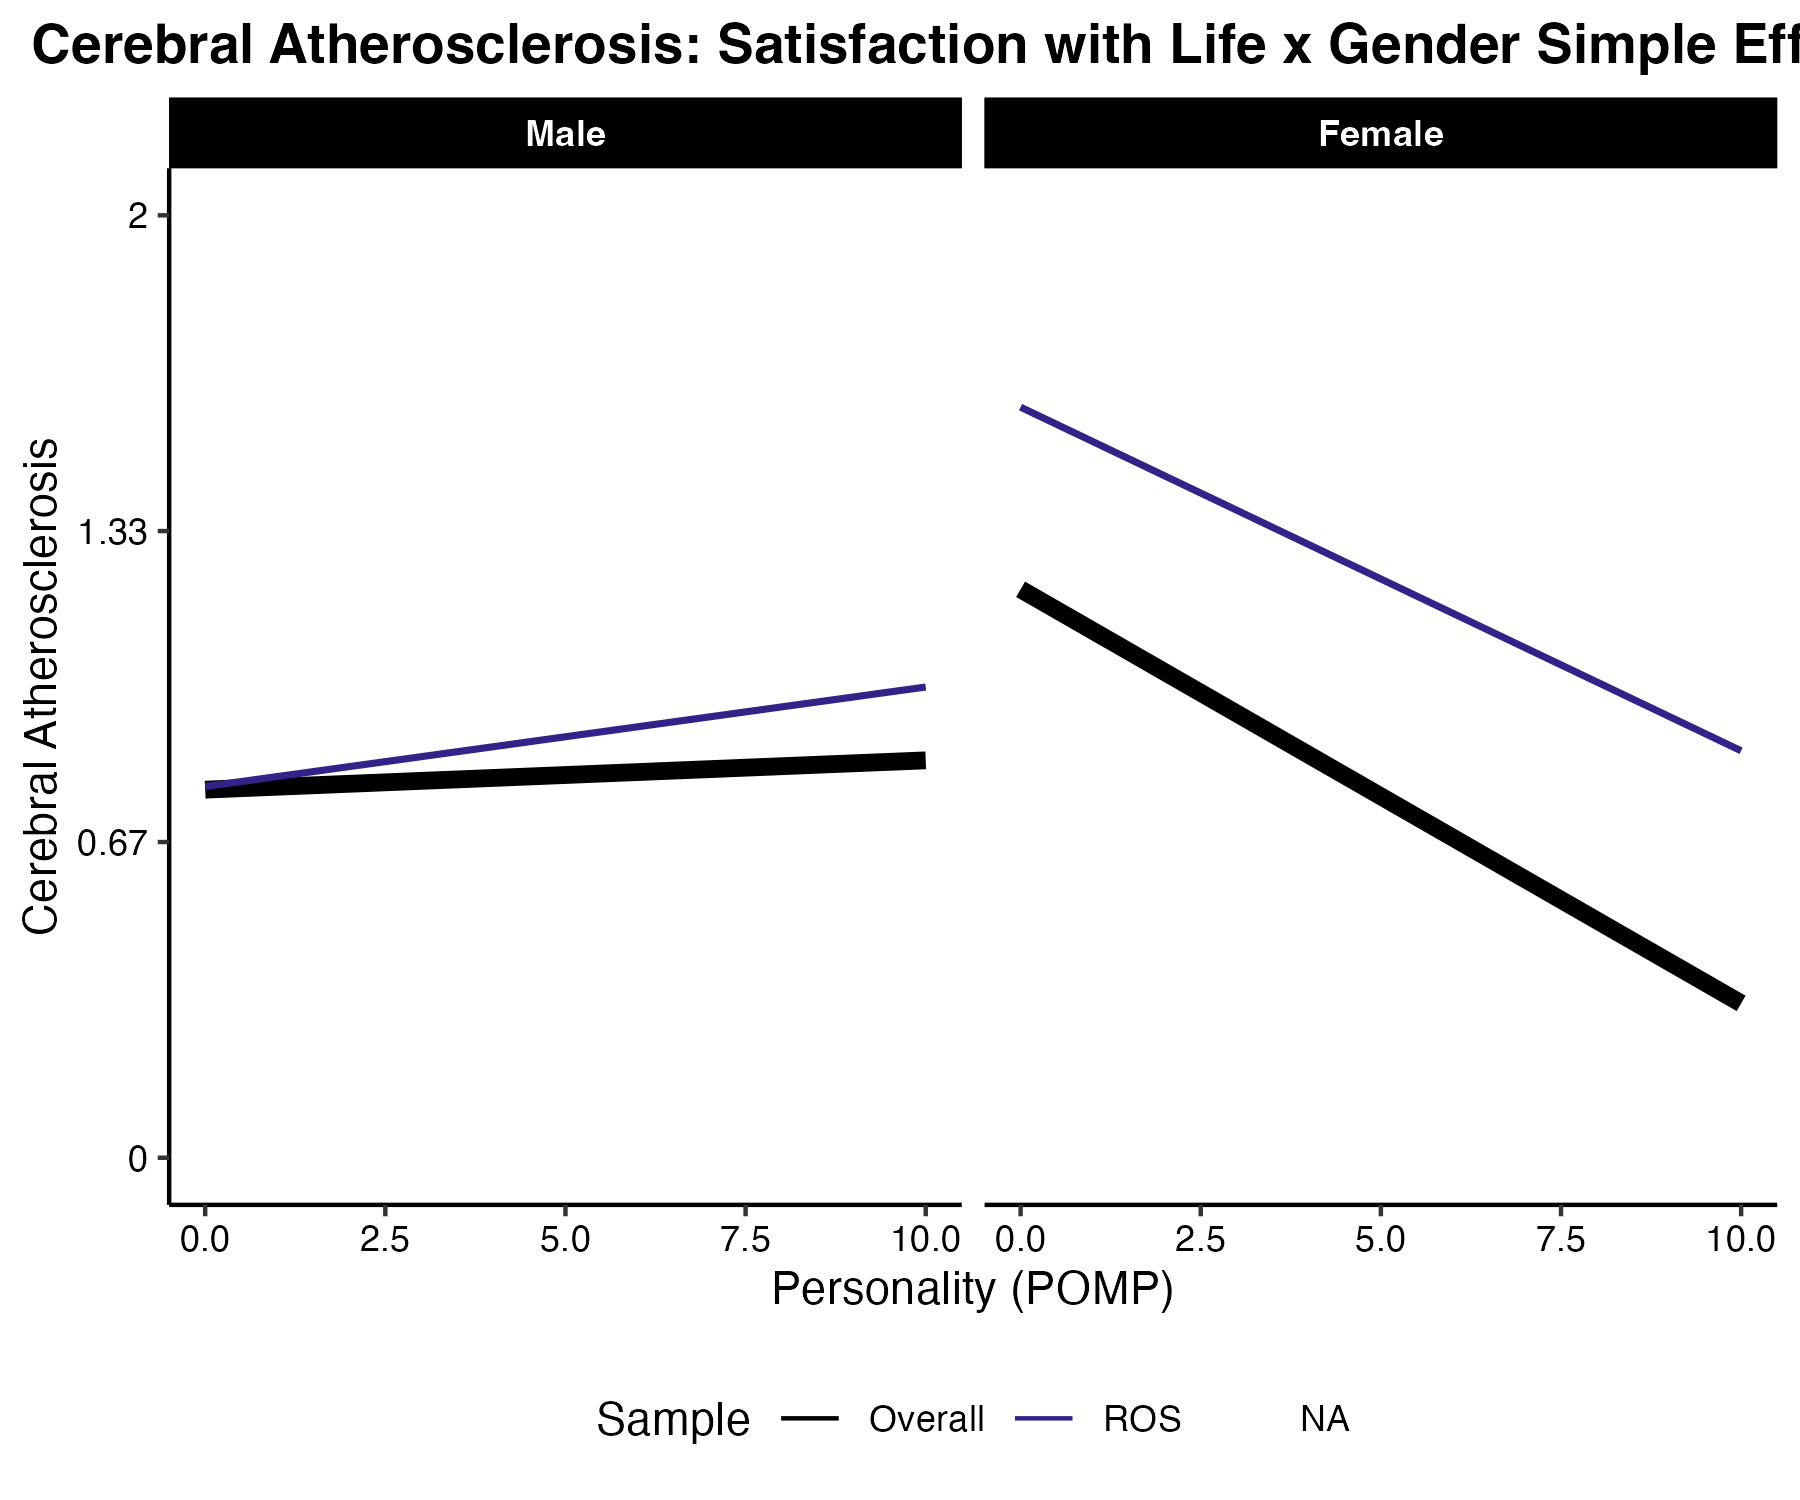 Cerebral Atherosclerosis: Satisfaction with Life x Gender Simple Eff
Male
Female
Cerebral Atherosclerosis
2
1.33
0.67
0
0.0 2.5 5.0 7.5 10.0
0.0 2.5 5.0 7.5 10.0
Personality (POMP)
Sample Overall ROS NA